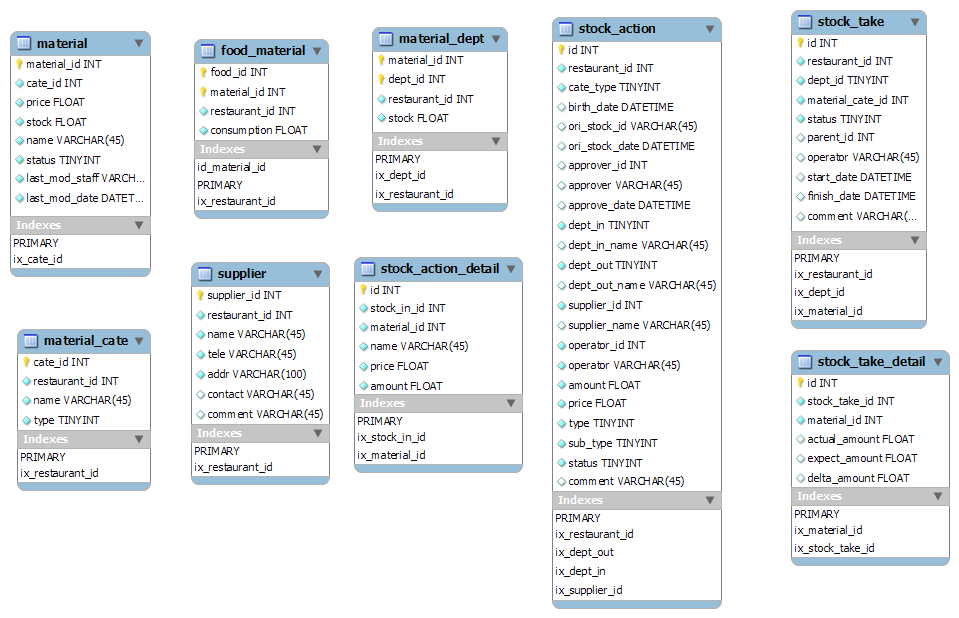 material
material_id INT
cate_id INT
price FLOAT
stock FLOAT
name VARCHAR(45)
status TINYINT
last_mod_staff VARCH...
last_mod_date DATET...
Indexes
PRIMARY
ix_cate_id
food_material
food_id INT
material_id INT
restaurant_id INT
consumption FLOAT
Indexes
id_material_id
PRIMARY
ix_restaurant_id
material_dept
material_id INT
dept_id INT
restaurant_id INT
stock FLOAT
Indexes
PRIMARY
ix_dept_id
ix_restaurant_id
stock_action
id INT
restaurant_id INT
cate_type TINYINT
birth_date DATETIME
ori_stock_id VARCHAR(45)
ori_stock_date DATETIME
approver_id INT
approver VARCHAR(45)
approve_date DATETIME
dept_in TINYINT
dept_in_name VARCHAR(45)
dept_out TINYINT
dept_out_name VARCHAR(45)
supplier_id INT
supplier_name VARCHAR(45)
operator_id INT
operator VARCHAR(45)
amount FLOAT
price FLOAT
type TINYINT
sub_type TINYINT
status TINYINT
comment VARCHAR(45)
Indexes
PRIMARY
ix_restaurant_id
ix_dept_out
ix_dept_in
ix_supplier_id
stock_take
id INT
restaurant_id INT
dept_id TINYINT
material_cate_id INT
status TINYINT
parent_id INT
operator VARCHAR(45)
start_date DATETIME
finish_date DATETIME
comment VARCHAR(...
Indexes
PRIMARY
ix_restaurant_id
ix_dept_id
ix_material_id
material_cate
cate_id INT
restaurant_id INT
name VARCHAR(45)
type TINYINT
Indexes
PRIMARY
ix_restaurant_id
supplier
supplier_id INT
restaurant_id INT
name VARCHAR(45)
tele VARCHAR(45)
addr VARCHAR(100)
contact VARCHAR(45)
comment VARCHAR(45)
Indexes
PRIMARY
ix_restaurant_id
stock_action_detail
id INT
stock_in_id INT
material_id INT
name VARCHAR(45)
price FLOAT
amount FLOAT
Indexes
PRIMARY
ix_stock_in_id
ix_material_id
stock_take_detail
id INT
stock_take_id INT
material_id INT
actual_amount FLOAT
expect_amount FLOAT
delta_amount FLOAT
Indexes
PRIMARY
ix_material_id
ix_stock_take_id